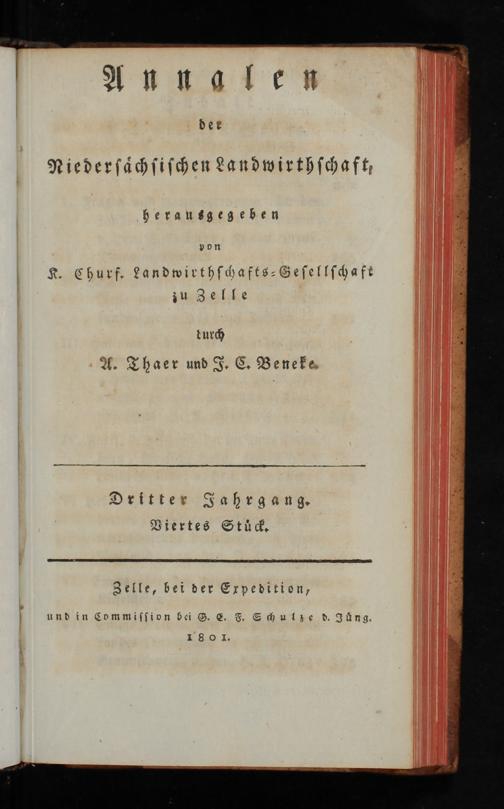 Annalen
der
Niedersächsischen Landwirthschaft,
herausgegeben
von
K. Churf. Landwirthschafts-Gesellschaft
zu Zelle
durch
A. Thaer und J. C. Beneke.
Dritter Jahrgang.
Viertes Stück.
Zelle, bei der Expedition,
und in Commission bei G. E. F. Schulze d. Jüng.
1801.